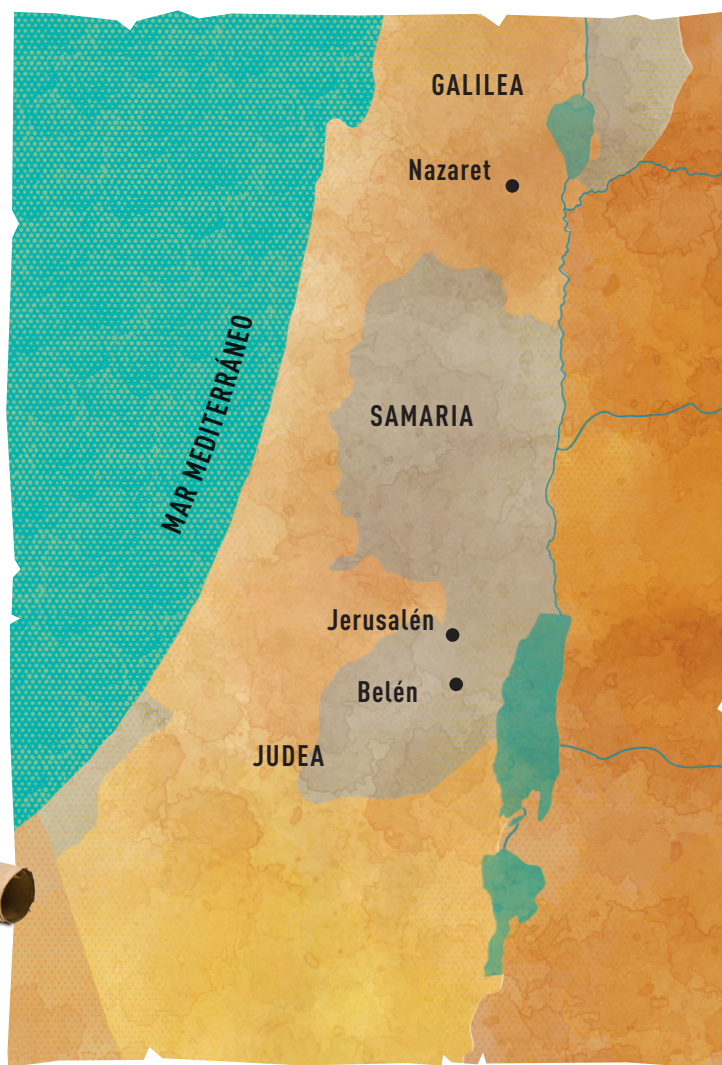 GALILEA
Nazaret
MAR MEDITERRÁNEO
SAMARIA
Jerusalén
Belén
JUDEA